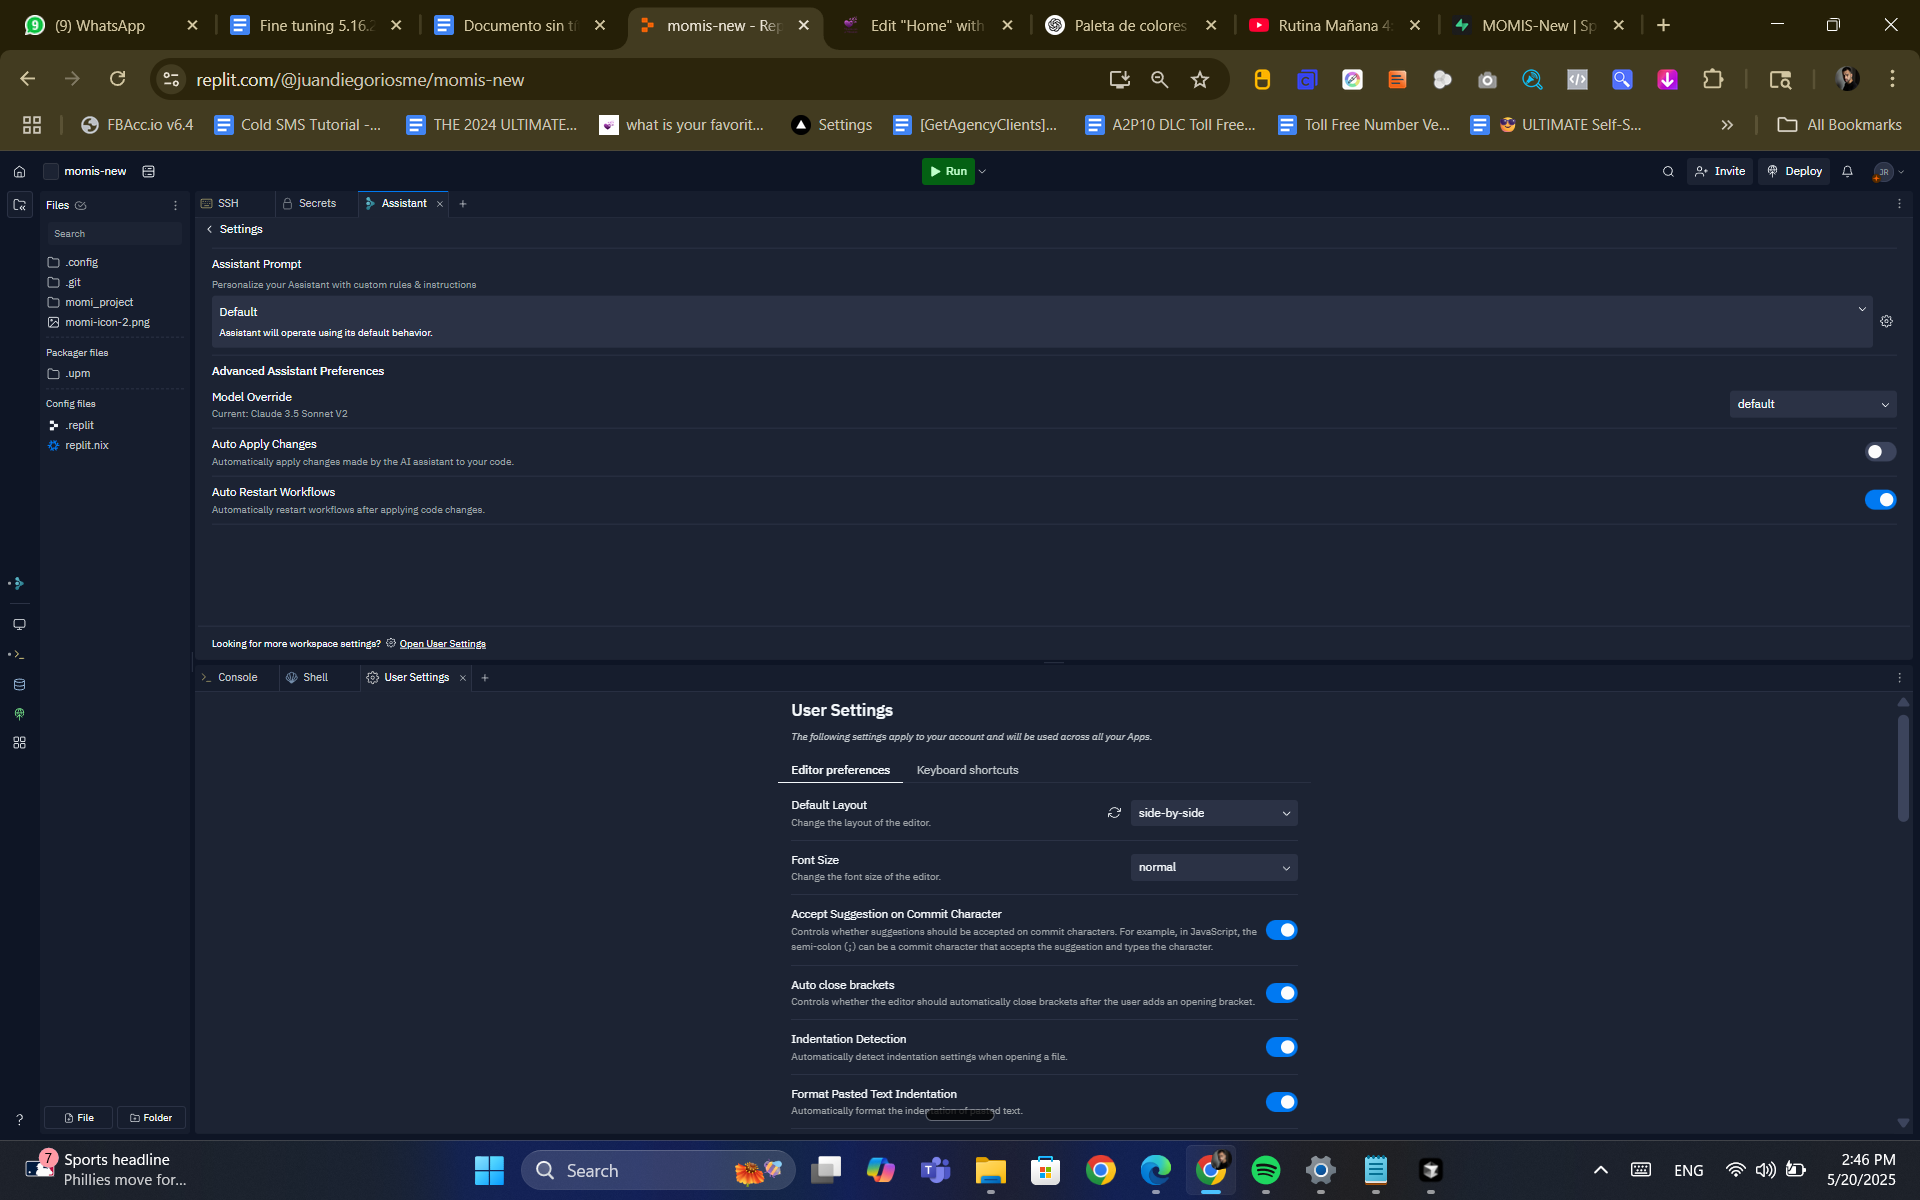 (9) WhatsApp
Fine tuning 5.16.2
Documento sin tí
momis-new - Rep
Edit "Home" with
Paleta de colores
Rutina Mañana 4:
MOMIS-New | Sp
replit.com/@juandiegoriosme/momis-new
FBAcc.io v6.4
Cold SMS Tutorial -...
THE 2024 ULTIMATE...
what is your favorit...
Settings
[GetAgencyClients]...
A2P10 DLC Toll Free...
Toll Free Number Ve...
ULTIMATE Self-S...
All Bookmarks
momis-new
Run
Invite
Deploy
JR
Files
SSH
Secrets
Assistant
Search
.config
.git
momi_project
momi-icon-2.png
Packager files
.upm
Config files
.replit
replit.nix
Settings
Assistant Prompt
Personalize your Assistant with custom rules & instructions
Default
Assistant will operate using its default behavior.
Advanced Assistant Preferences
Model Override
Current: Claude 3.5 Sonnet V2
default
Auto Apply Changes
Automatically apply changes made by the AI assistant to your code.
Auto Restart Workflows
Automatically restart workflows after applying code changes.
Looking for more workspace settings? Open User Settings
Console
Shell
User Settings
User Settings
The following settings apply to your account and will be used across all your Apps.
Editor preferences
Keyboard shortcuts
Default Layout
Change the layout of the editor.
side-by-side
Font Size
Change the font size of the editor.
normal
Accept Suggestion on Commit Character
Controls whether suggestions should be accepted on commit characters. For example, in JavaScript, the
semi-colon (;) can be a commit character that accepts the suggestion and types the character.
Auto close brackets
Controls whether the editor should automatically close brackets after the user adds an opening bracket.
Indentation Detection
Automatically detect indentation settings when opening a file.
Format Pasted Text Indentation
Automatically format the indentation of pasted text.
File
Folder
7
Sports headline
Phillies move for...
Search
ENG
2:46 PM
5/20/2025